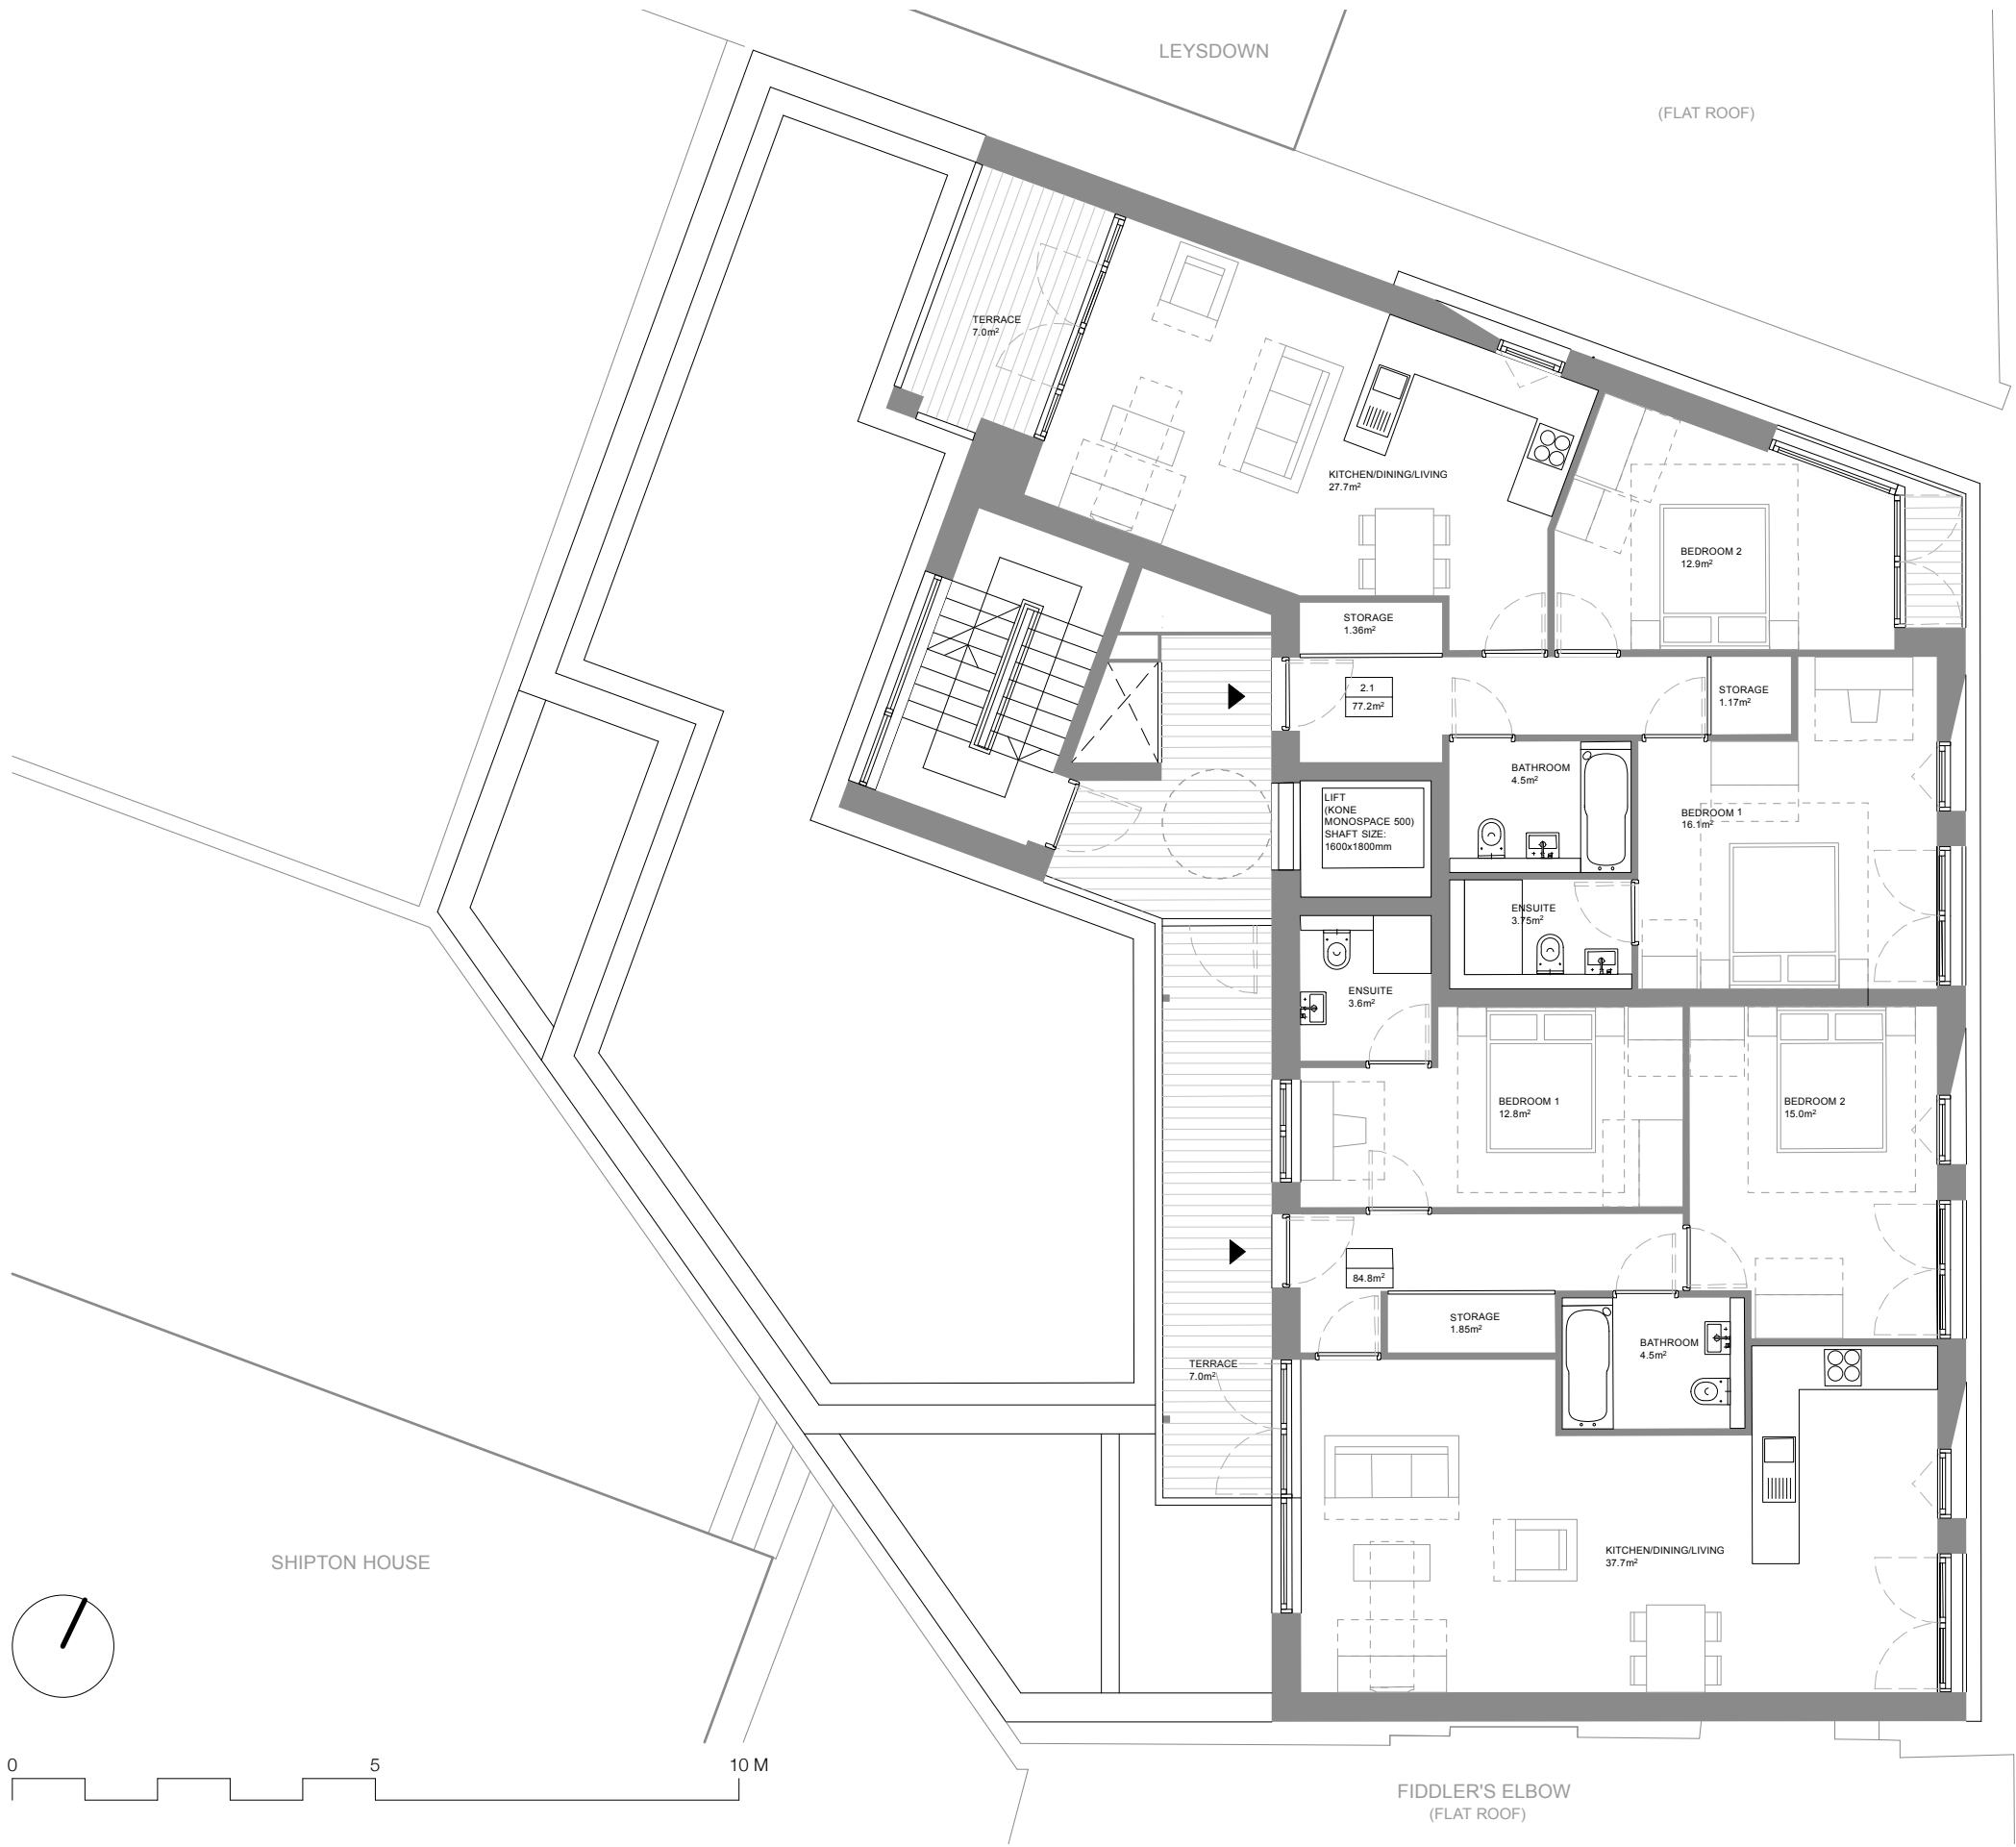 LEYSDOWN
(FLAT ROOF)
TERRACE
7.0m²
KITCHEN/DINING/LIVING
27.7m²
BEDROOM 2
12.9m²
STORAGE
1.36m²
2.1
77.2m²
STORAGE
1.17m²
BATHROOM
4.5m²
LIFT
(KONE
MONOSPACE 500)
SHAFT SIZE:
1600x1800mm
BEDROOM 1
16.1m²
ENSUITE
3.75m²
ENSUITE
3.6m²
BEDROOM 1
12.8m²
BEDROOM 2
15.0m²
84.8m²
STORAGE
1.85m²
BATHROOM
4.5m²
TERRACE
7.0m²
KITCHEN/DINING/LIVING
37.7m²
SHIPTON HOUSE
0 5 10 M
FIDDLER'S ELBOW
(FLAT ROOF)